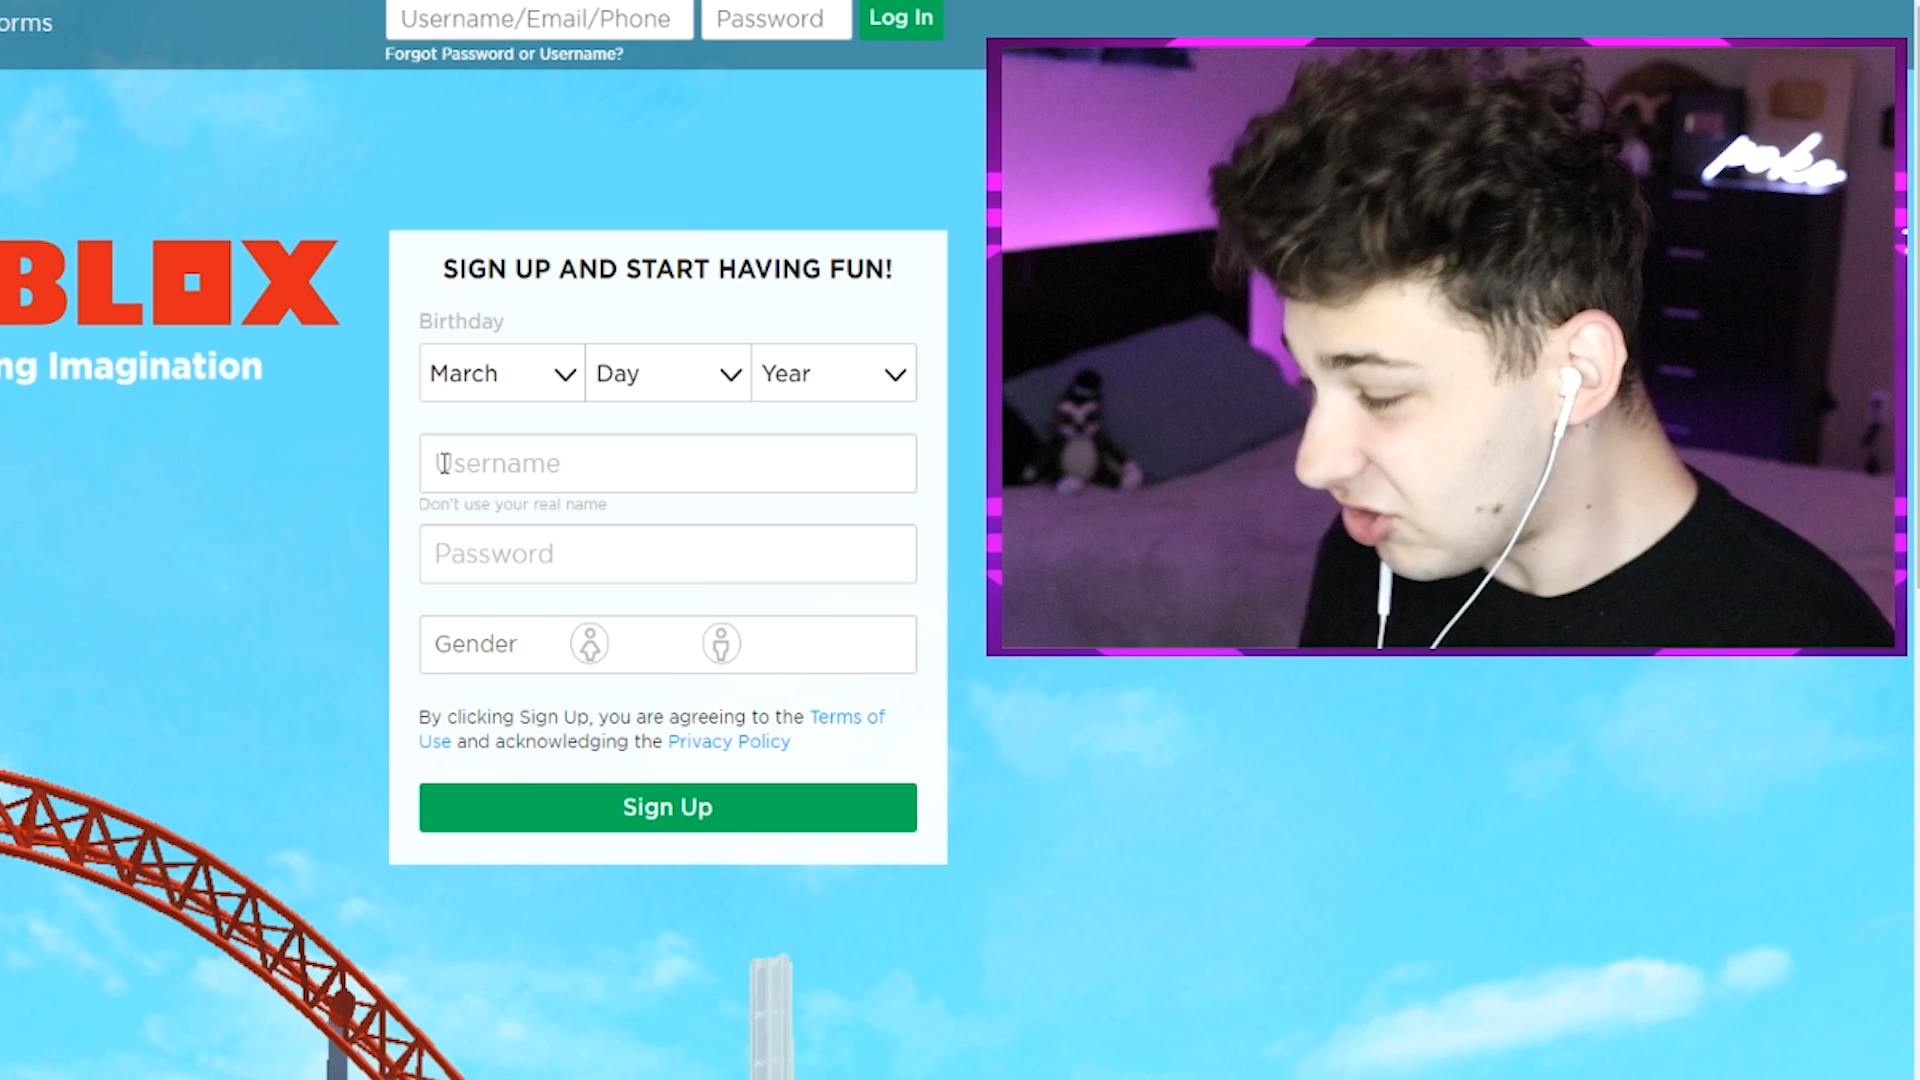 orms
Username/Email/Phone
Password
Log In
Forgot Password or Username?
BLOX
ng Imagination
SIGN UP AND START HAVING FUN!
Birthday
March
Day
Year
Username
Don't use your real name
Password
Gender
By clicking Sign Up, you are agreeing to the Terms of
Use and acknowledging the Privacy Policy
Sign Up
poke